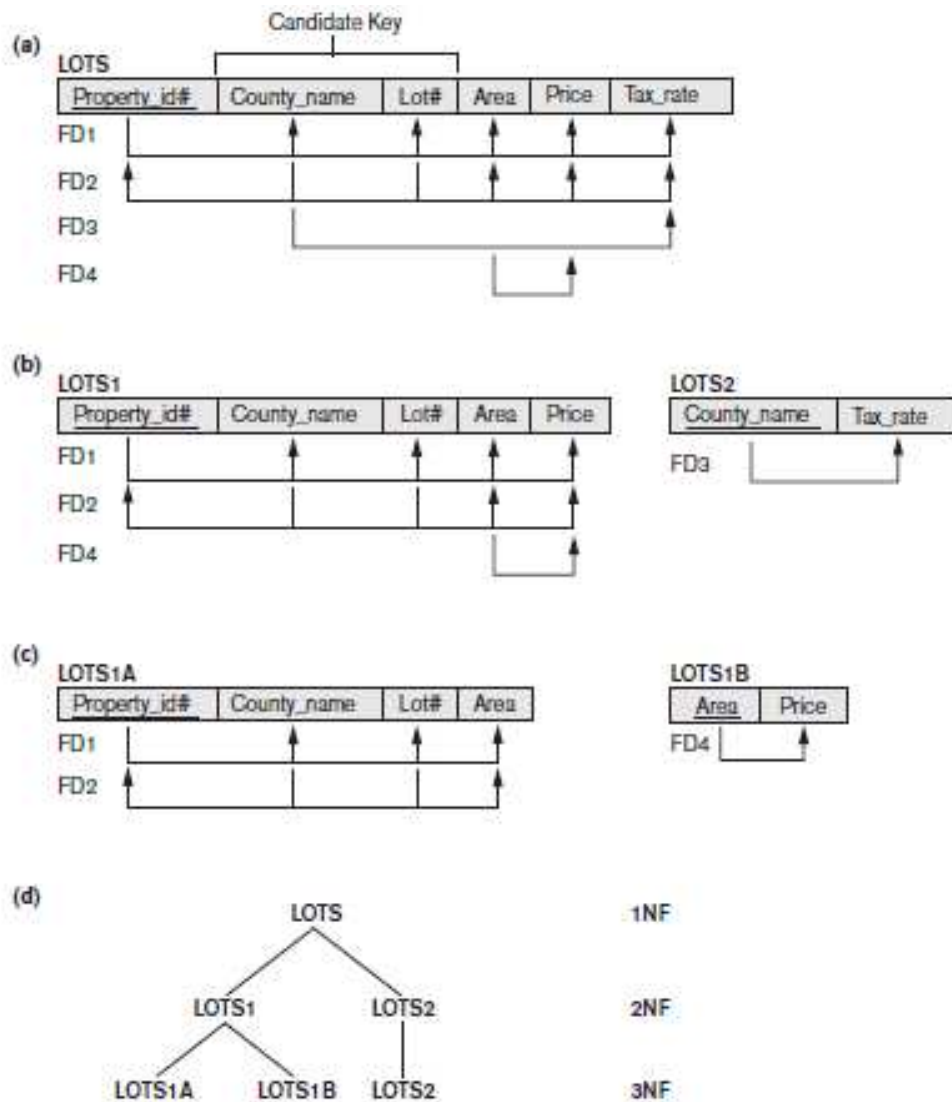 Candidate Key
(a)
LOTS
Property_id# County_name Lot# Area Price Tax_rate
FD1
FD2
FD3
FD4
(b)
LOTS1 LOTS2
Property_id# County_name Lot# Area Price County_name Tax_rate
FD1 FD3
FD2
FD4
(c)
LOTS1A LOTS1B
Property_id# County_name Lot# Area Area Price
FD1 FD4
FD2
(d)
LOTS 1NF
LOTS1 LOTS2 2NF
LOTS1A LOTS1B LOTS2 3NF